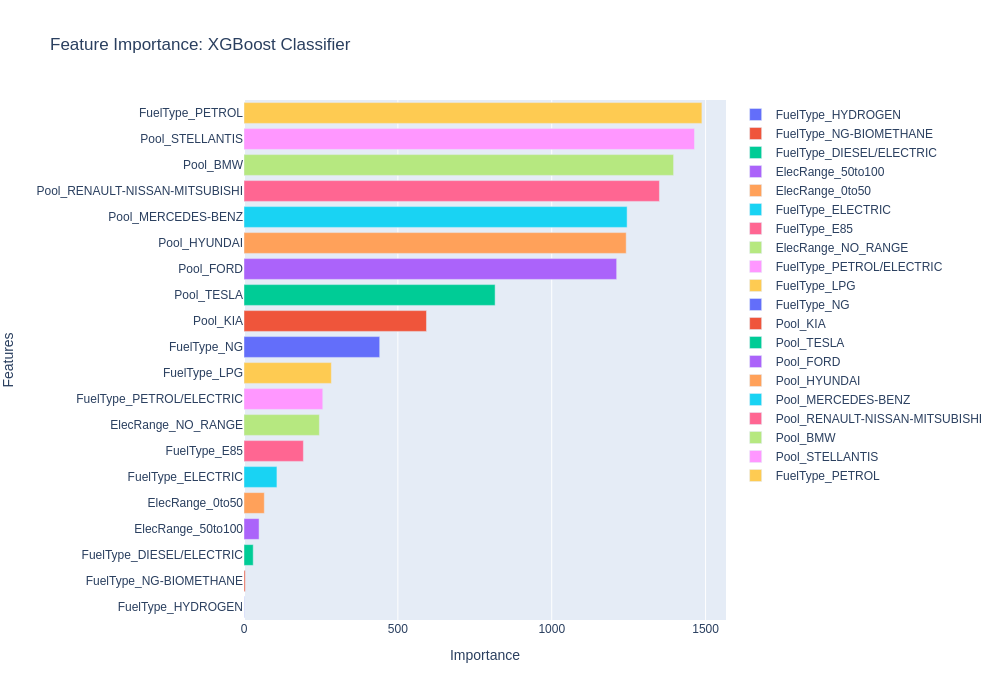 Feature Importance: XGBoost Classifier
FuelType_PETROL
Pool_STELLANTIS
Pool_BMW
Pool_RENAULT-NISSAN-MITSUBISHI
Pool_MERCEDES-BENZ
Pool_HYUNDAI
Pool_FORD
Pool_TESLA
Pool_KIA
FuelType_NG
FuelType_LPG
FuelType_PETROL/ELECTRIC
ElecRange_NO_RANGE
FuelType_E85
FuelType_ELECTRIC
ElecRange_0to50
ElecRange_50to100
FuelType_DIESEL/ELECTRIC
FuelType_NG-BIOMETHANE
FuelType_HYDROGEN
Features
0 500 1000 1500
Importance
FuelType_HYDROGEN
FuelType_NG-BIOMETHANE
FuelType_DIESEL/ELECTRIC
ElecRange_50to100
ElecRange_0to50
FuelType_ELECTRIC
FuelType_E85
ElecRange_NO_RANGE
FuelType_PETROL/ELECTRIC
FuelType_LPG
FuelType_NG
Pool_KIA
Pool_TESLA
Pool_FORD
Pool_HYUNDAI
Pool_MERCEDES-BENZ
Pool_RENAULT-NISSAN-MITSUBISHI
Pool_BMW
Pool_STELLANTIS
FuelType_PETROL